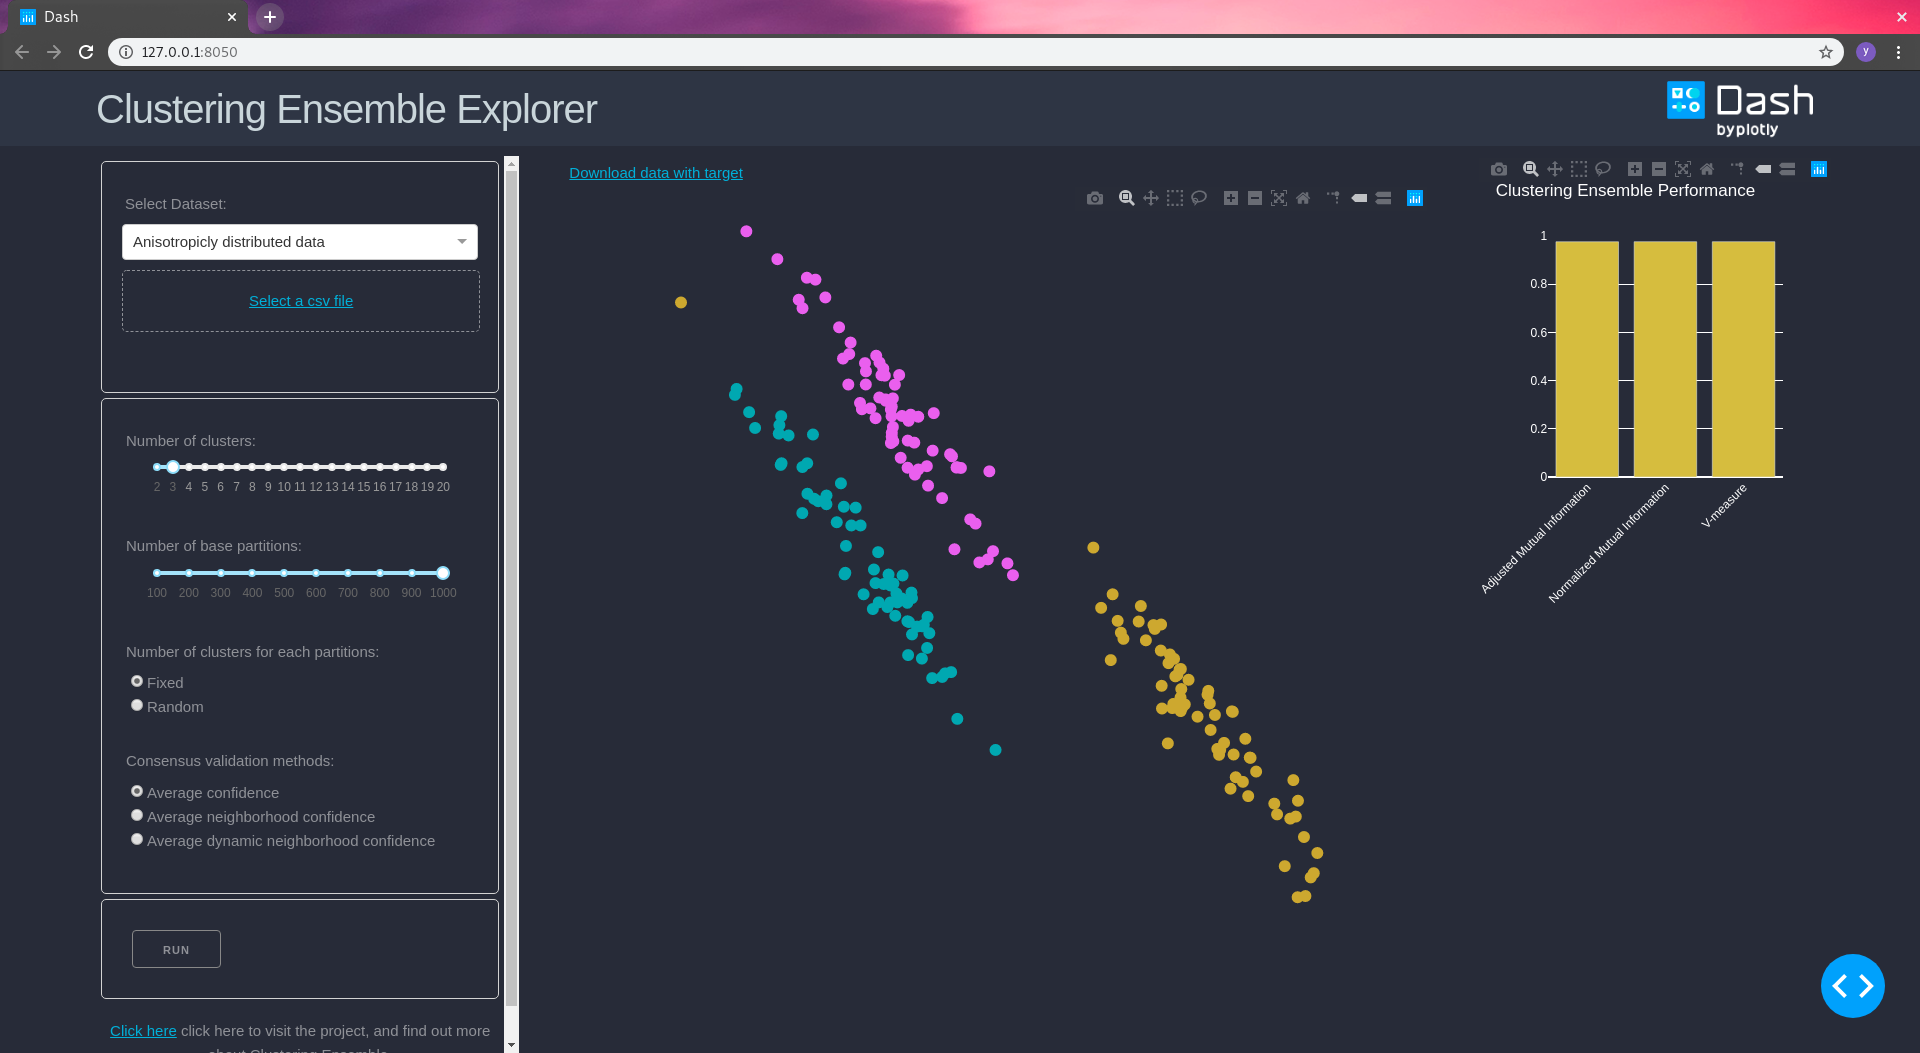 Dash
127.0.0.1:8050
y
Clustering Ensemble Explorer
Dash
byplotly
Select Dataset:
Anisotropicly distributed data
Select a csv file
Number of clusters:
2 3 4 5 6 7 8 9 10 11 12 13 14 15 16 17 18 19 20
Number of base partitions:
100 200 300 400 500 600 700 800 900 1000
Number of clusters for each partitions:
Fixed
Random
Consensus validation methods:
Average confidence
Average neighborhood confidence
Average dynamic neighborhood confidence
RUN
Click here click here to visit the project, and find out more
about Clustering Ensemble
Download data with target
Clustering Ensemble Performance
1
0.8
0.6
0.4
0.2
0
Adjusted Mutual Information
Normalized Mutual Information
V-measure